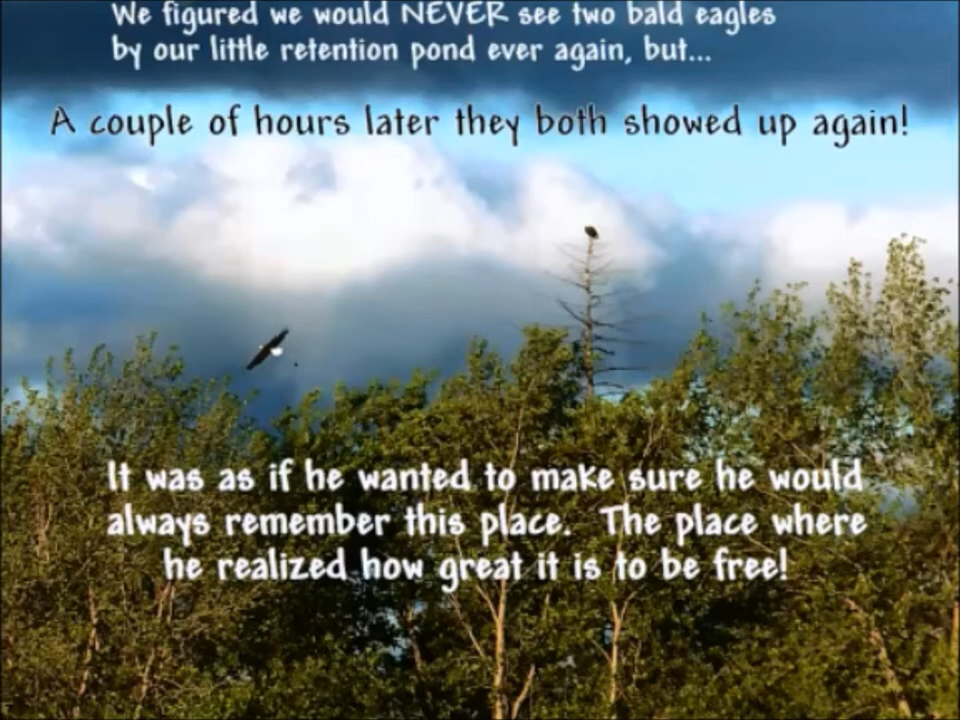 We figured we would NEVER see two bald eagles
by our little retention pond ever again, but...
A couple of hours later they both showed up again!
It was as if he wanted to make sure he would
always remember this place. The place where
he realized how great it is to be free!